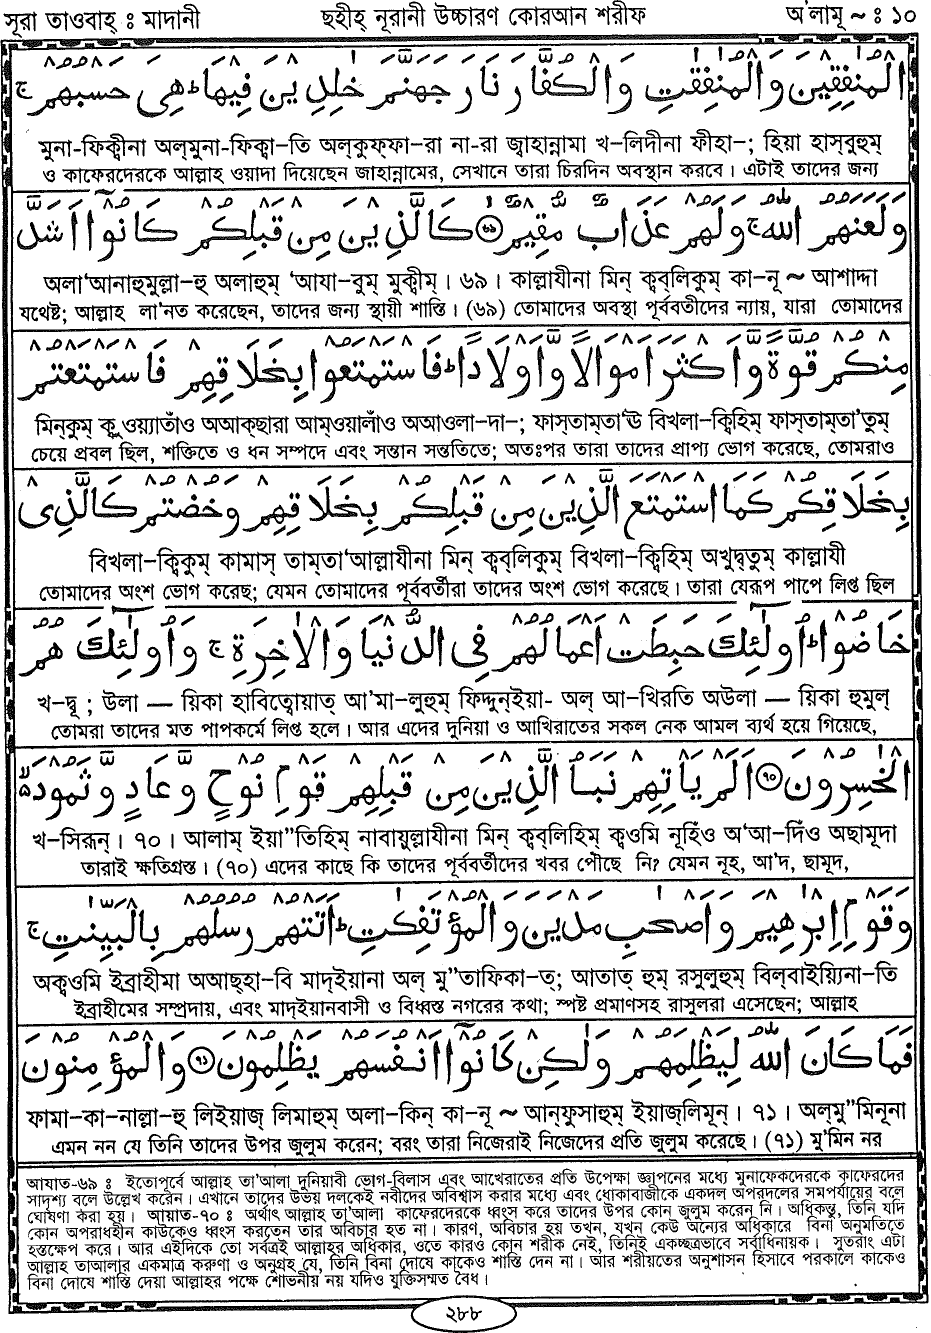 সূরা তাওবাহ্ ঃ মাদানী ছহীহ্ নূরানী উচ্চারণ কোরআন শরীফ অ'লামূ ~ ঃ ১০
الْمُنٰفِقِيْنَ وَالْمُنٰفِقٰتِ وَالْكُفَّارَ نَارَ جَهَنَّمَ خٰلِدِيْنَ فِيْهَا ؕ هِىَ حَسْبُهُمْ ۚ
মুনা-ফিক্বীনা অল্‌মুনা-ফিক্বা–তি অল্‌কুফ্‌ফা–রা না-রা জ্বাহান্নামা খ–লিদীনা ফীহা–; হিয়া হাস্‌বুহুম্
ও কাফেরদেরকে আল্লাহ ওয়াদা দিয়েছেন জাহান্নামের, সেখানে তারা চিরদিন অবস্থান করবে। এটাই তাদের জন্য
وَلَعَنَهُمُ اللّٰهُ ۚ وَلَهُمْ عَذَابٌ مُّقِيْمٌ ۙ‏﴿۶۸﴾ كَالَّذِيْنَ مِنْ قَبْلِكُمْ كَانُوْۤا اَشَدَّ
অলা'আনাহুমুল্লা–হু অলাহুম্ 'আযা–বুম্ মুক্বীম্। ৬৯। কাল্লাযীনা মিন্ ক্বব্‌লিকুম্ কা–নূ ~ আশাদ্দা
যথেষ্ট; আল্লাহ লা'নত করেছেন, তাদের জন্য স্থায়ী শাস্তি। (৬৯) তোমাদের অবস্থা পূর্ববর্তীদের ন্যায়, যারা তোমাদের
مِنْكُمْ قُوَّةً وَّاَكْثَرَ اَمْوَالًا وَّاَوْلَادًا ؕ فَاسْتَمْتَعُوْا بِخَلَاقِهِمْ فَاسْتَمْتَعْتُمْ
মিন্‌কুম্ ক্বুওয়্যাতাঁও অআক্‌ছারা আম্‌ওয়ালাঁও অআওলা–দা–; ফাস্‌তাম্‌তা'ঊ বিখলা–ক্বিহিম্ ফাস্‌তাম্‌তা'তুম্
চেয়ে প্রবল ছিল, শক্তিতে ও ধন সম্পদে এবং সন্তান সন্ততিতে; অতঃপর তারা তাদের প্রাপ্য ভোগ করেছে, তোমরাও
بِخَلَاقِكُمْ كَمَا اسْتَمْتَعَ الَّذِيْنَ مِنْ قَبْلِكُمْ بِخَلَاقِهِمْ وَخُضْتُمْ كَالَّذِىْ
বিখলা–ক্বিকুম্ কামাস্ তাম্‌তা'আল্লাযীনা মিন্ ক্বব্‌লিকুম্ বিখলা–ক্বিহিম্ অখুদ্ব্‌তুম্ কাল্লাযী
তোমাদের অংশ ভোগ করেছ; যেমন তোমাদের পূর্ববর্তীরা তাদের অংশ ভোগ করেছে। তারা যেরূপ পাপে লিপ্ত ছিল
خَاضُوْا ؕ اُولٰٓئِكَ حَبِطَتْ اَعْمَالُهُمْ فِى الدُّنْيَا وَالْاٰخِرَةِ ۚ وَاُولٰٓئِكَ هُمُ
খ–দ্বূ ; উলা — য়িকা হাবিত্বোয়াত্ আ'মা–লুহুম্ ফিদ্দুন্‌ইয়া- অল্ আ–খিরতি অউলা — য়িকা হুমুল্
তোমরা তাদের মত পাপকর্মে লিপ্ত হলে। আর এদের দুনিয়া ও আখিরাতের সকল নেক আমল ব্যর্থ হয়ে গিয়েছে,
الْخٰسِرُوْنَ ﴿۶۹﴾ اَلَمْ يَاْتِهِمْ نَبَاُ الَّذِيْنَ مِنْ قَبْلِهِمْ قَوْمِ نُوْحٍ وَّعَادٍ وَّثَمُوْدَ ۙ
খ–সিরূন্। ৭০। আলাম্ ইয়া"তিহিম্ নাবায়ুল্লাযীনা মিন্ ক্বব্‌লিহিম্ ক্বওমি নূহিঁও অ'আ–দিঁও অছামূদা
তারাই ক্ষতিগ্রস্ত। (৭০) এদের কাছে কি তাদের পূর্ববর্তীদের খবর পৌঁছে নি? যেমন নূহ, আ'দ, ছামূদ,
وَقَوْمِ اِبْرٰهِيْمَ وَاَصْحٰبِ مَدْيَنَ وَالْمُؤْتَفِكٰتِ ؕ اَتَتْهُمْ رُسُلُهُمْ بِالْبَيِّنٰتِ ۚ
অক্বওমি ইব্রাহীমা অআছ্‌হা–বি মাদ্‌ইয়ানা অল্ মু"তাফিকা–ত্; আতাত্ হুম্ রসুলুহুম্ বিল্‌বাইয়্যিনা–তি
ইব্রাহীমের সম্প্রদায়, এবং মাদ্‌ইয়ানবাসী ও বিধ্বস্ত নগরের কথা; স্পষ্ট প্রমাণসহ রাসুলরা এসেছেন; আল্লাহ
فَمَا كَانَ اللّٰهُ لِيَظْلِمَهُمْ وَلٰكِنْ كَانُوْۤا اَنْفُسَهُمْ يَظْلِمُوْنَ ﴿۷۰﴾ وَالْمُؤْمِنُوْنَ
ফামা–কা–নাল্লা–হু লিইয়াজ্ লিমাহুম্ অলা–কিন্ কা–নূ ~ আন্‌ফুসাহুম্ ইয়াজ্‌লিমূন্। ৭১। অল্‌মু"মিনূনা
এমন নন যে তিনি তাদের উপর জুলুম করেন; বরং তারা নিজেরাই নিজেদের প্রতি জুলুম করেছে। (৭১) মু'মিন নর
আযাত-৬৯ ঃ ইতোপূর্বে আল্লাহ তা'আলা দুনিয়াবী ভোগ-বিলাস এবং আখেরাতের প্রতি উপেক্ষা জ্ঞাপনের মধ্যে মুনাফেকদেরকে কাফেরদের
সাদৃশ্য বলে উল্লেখ করেন। এখানে তাদের উভয় দলকেই নবীদের অবিশ্বাস করার মধ্যে এবং ধোকাবাজীকে একদল অপরদলের সমপর্যায়ের বলে
ঘোষণা করা হয়। আয়াত-৭০ ঃ অর্থাৎ আল্লাহ তা'আলা কাফেরদেরকে ধ্বংস করে তাদের উপর কোন জুলুম করেন নি। অধিকন্তু, তিনি যদি
কোন অপরাধহীন কাউকেও ধ্বংস করতেন তার অবিচার হত না। কারণ, অবিচার হয় তখন, যখন কেউ অন্যের অধিকারে বিনা অনুমতিতে
হস্তক্ষেপ করে। আর এইদিকে তো সর্বত্রই আল্লাহর অধিকার, ওতে কারও কোন শরীক নেই, তিনিই একচ্ছত্রভাবে সর্বাধিনায়ক। সুতরাং এটা
আল্লাহ তাআলার একমাত্র করুণা ও অনুগ্রহ যে, তিনি বিনা দোষে কাকেও শাস্তি দেন না। আর শরীয়তের অনুশাসন হিসাবে পরকালে কাকেও
বিনা দোষে শাস্তি দেয়া আল্লাহর পক্ষে শোভনীয় নয় যদিও যুক্তিসম্মত বৈধ।
২৮৮